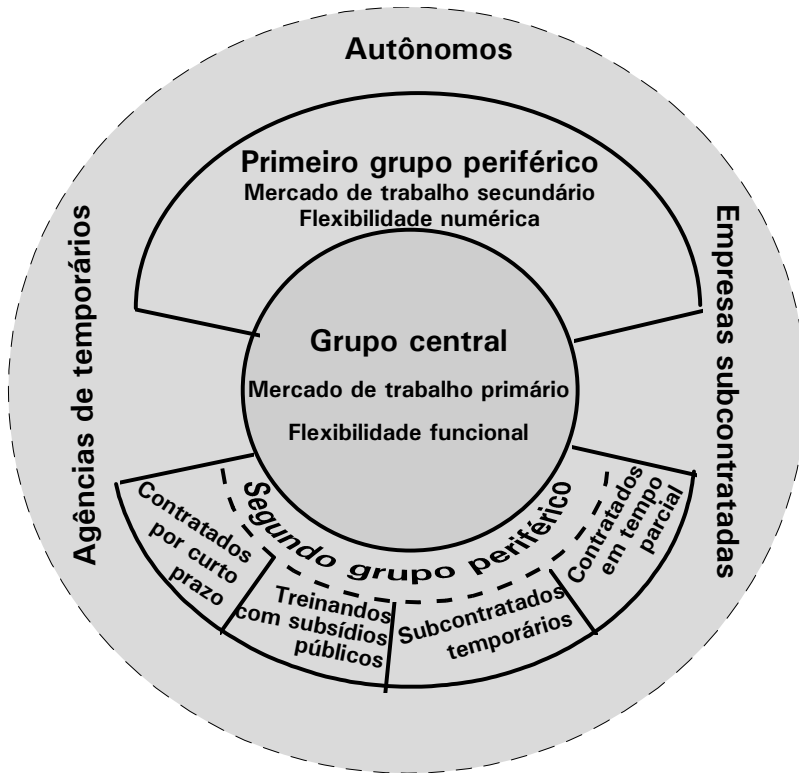 Autônomos
Primeiro grupo periférico
Mercado de trabalho secundário
Flexibilidade numérica
Agências de temporários
Empresas subcontratadas
Grupo central
Mercado de trabalho primário
Flexibilidade funcional
Segundo grupo periférico
Contratados
por curto
prazo
Treinandos
com subsídios
públicos
Subcontratados
temporários
Contratados
em tempo
parcial